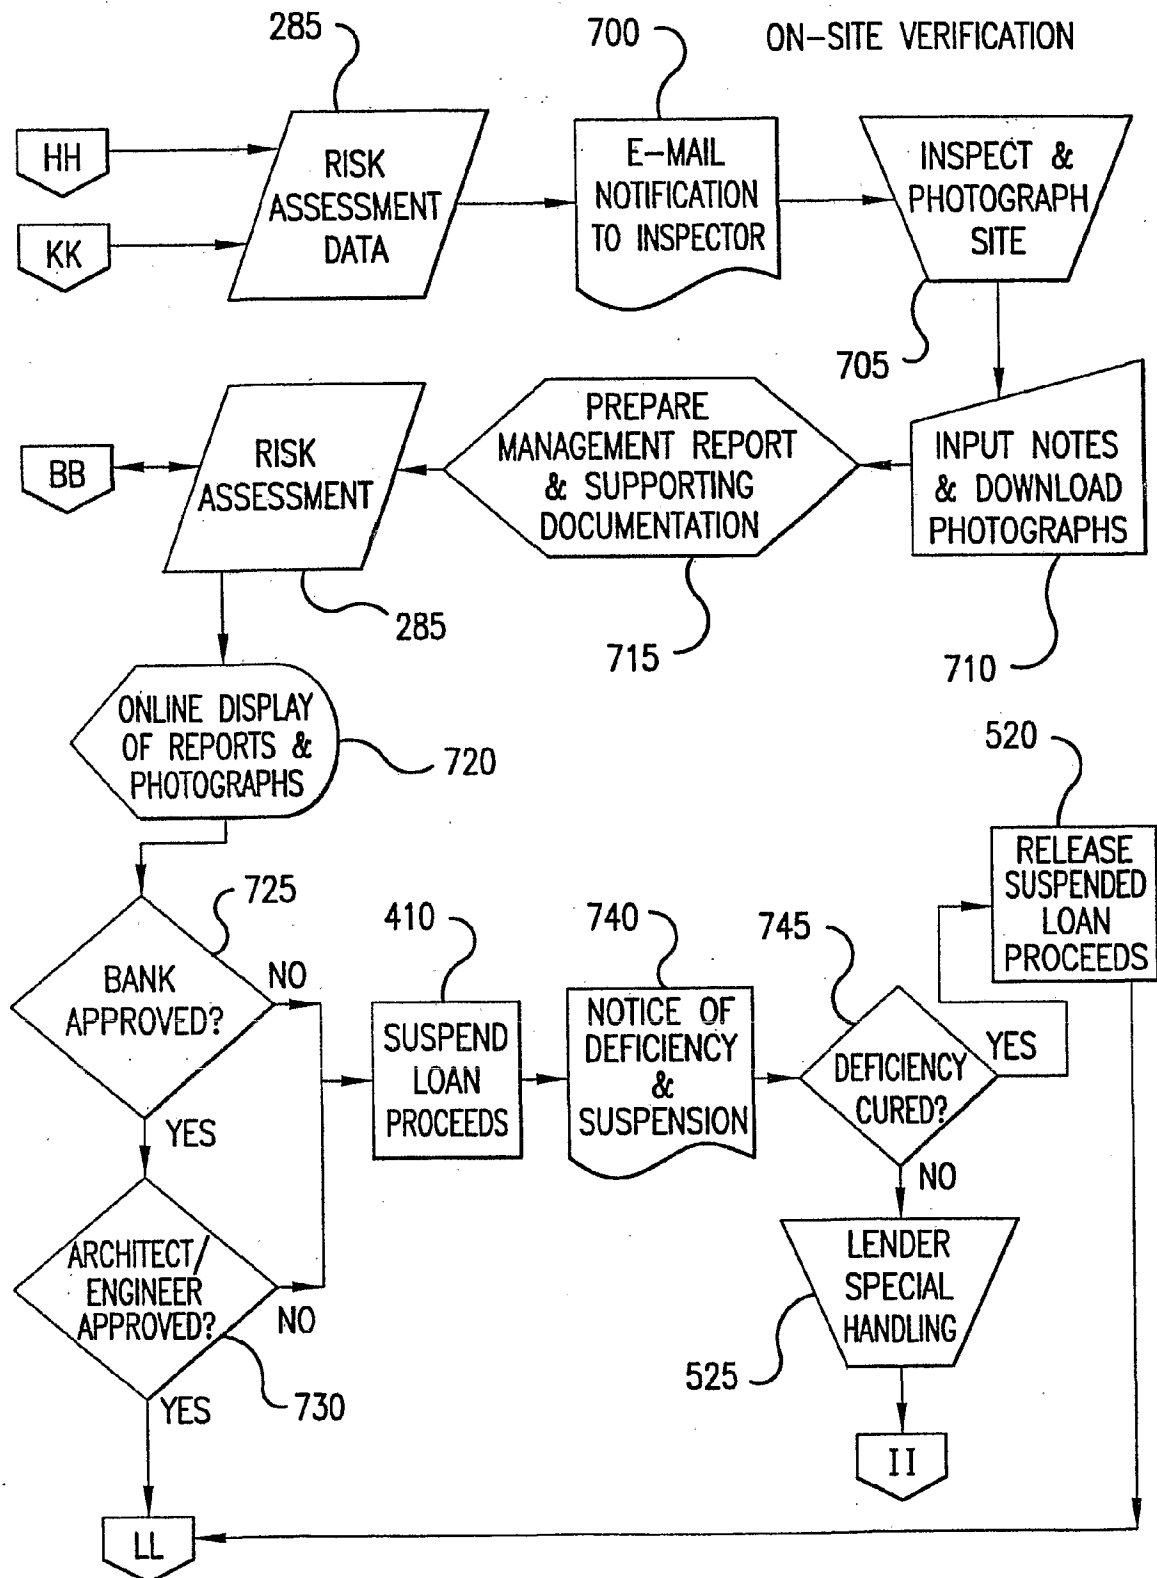 285
700
ON-SITE VERIFICATION
HH
KK
RISK
ASSESSMENT
DATA
E-MAIL
NOTIFICATION
TO INSPECTOR
INSPECT &
PHOTOGRAPH
SITE
705
BB
RISK
ASSESSMENT
PREPARE
MANAGEMENT REPORT
& SUPPORTING
DOCUMENTATION
INPUT NOTES
& DOWNLOAD
PHOTOGRAPHS
285
715
710
ONLINE DISPLAY
OF REPORTS &
PHOTOGRAPHS
720
520
RELEASE
SUSPENDED
LOAN
PROCEEDS
725
410
740
745
BANK
APPROVED?
NO
SUSPEND
LOAN
PROCEEDS
NOTICE OF
DEFICIENCY
&
SUSPENSION
DEFICIENCY
CURED?
YES
YES
NO
ARCHITECT/
ENGINEER
APPROVED?
NO
730
YES
LENDER
SPECIAL
HANDLING
525
II
LL